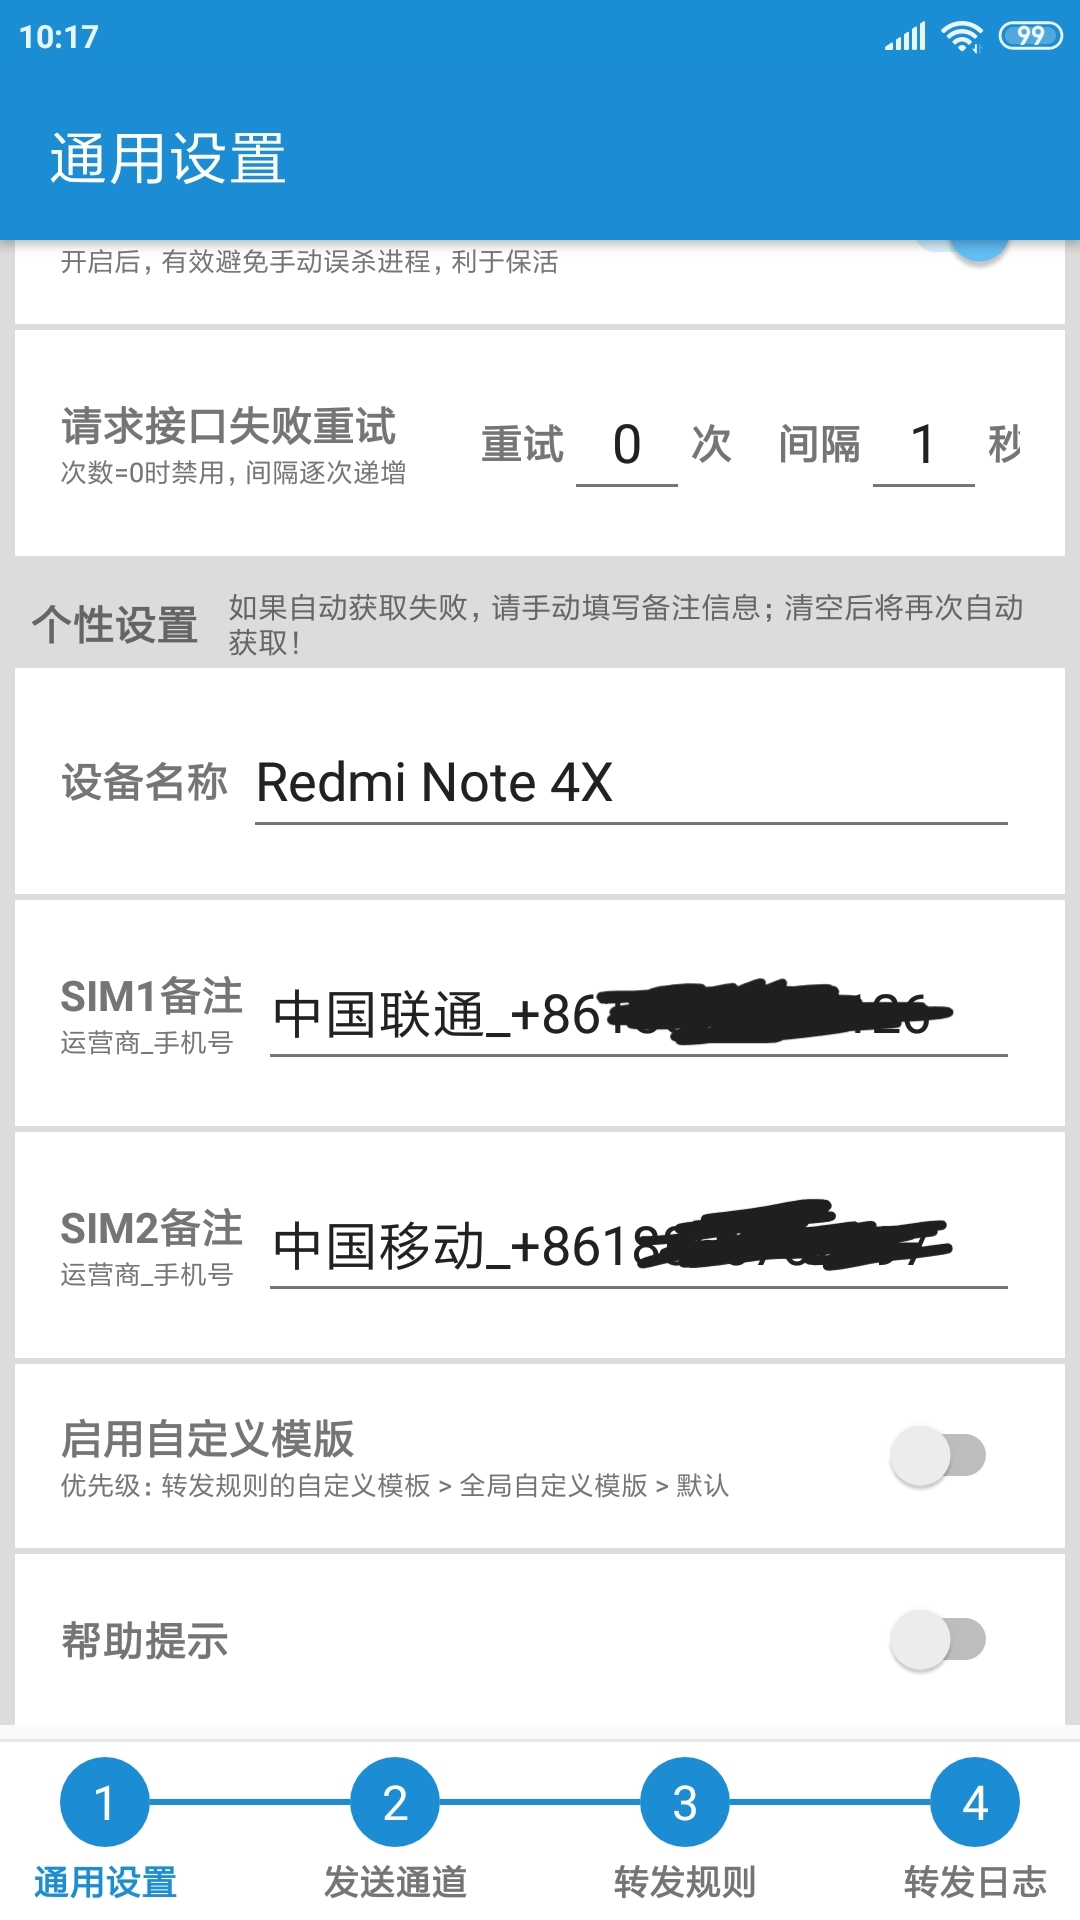 10:17
99
通用设置
开启后，有效避免手动误杀进程，利于保活
请求接口失败重试 重试 0 次 间隔 1 秒
次数=0时禁用，间隔逐次递增
个性设置 如果自动获取失败，请手动填写备注信息；清空后将再次自动
获取！
设备名称 Redmi Note 4X
SIM1备注 中国联通_+86
运营商_手机号
SIM2备注 中国移动_+8618
运营商_手机号
启用自定义模版
优先级：转发规则的自定义模板 > 全局自定义模版 > 默认
帮助提示
1 2 3 4
通用设置 发送通道 转发规则 转发日志